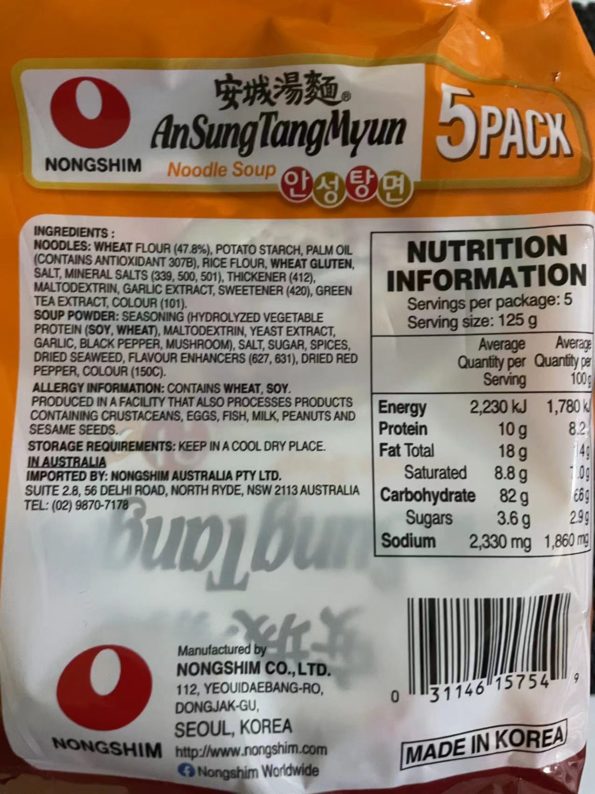 安城湯麵®
AnSungTangMyun
5PACK
NONGSHIM
Noodle Soup
안성탕면
INGREDIENTS :
NOODLES: WHEAT FLOUR (47.8%), POTATO STARCH, PALM OIL
(CONTAINS ANTIOXIDANT 307B), RICE FLOUR, WHEAT GLUTEN,
SALT, MINERAL SALTS (339, 500, 501), THICKENER (412),
MALTODEXTRIN, GARLIC EXTRACT, SWEETENER (420), GREEN
TEA EXTRACT, COLOUR (101).
SOUP POWDER: SEASONING (HYDROLYZED VEGETABLE
PROTEIN (SOY, WHEAT), MALTODEXTRIN, YEAST EXTRACT,
GARLIC, BLACK PEPPER, MUSHROOM), SALT, SUGAR, SPICES,
DRIED SEAWEED, FLAVOUR ENHANCERS (627, 631), DRIED RED
PEPPER, COLOUR (150C).
ALLERGY INFORMATION: CONTAINS WHEAT, SOY.
PRODUCED IN A FACILITY THAT ALSO PROCESSES PRODUCTS
CONTAINING CRUSTACEANS, EGGS, FISH, MILK, PEANUTS AND
SESAME SEEDS.
STORAGE REQUIREMENTS: KEEP IN A COOL DRY PLACE.
IN AUSTRALIA
IMPORTED BY: NONGSHIM AUSTRALIA PTY LTD.
SUITE 2.8, 56 DELHI ROAD, NORTH RYDE, NSW 2113 AUSTRALIA
TEL: (02) 9870-7178
NUTRITION
INFORMATION
Servings per package: 5
Serving size: 125 g
Average Average
Quantity per Quantity per
Serving 100 g
Energy 2,230 kJ 1,780 kJ
Protein 10 g 8.2
Fat Total 18 g
Saturated 8.8 g
Carbohydrate 82 g
Sugars 3.6 g 2.9 g
Sodium 2,330 mg 1,860 mg
Manufactured by
NONGSHIM CO., LTD.
112, YEOUIDAEBANG-RO,
DONGJAK-GU,
SEOUL, KOREA
NONGSHIM
http://www.nongshim.com
Nongshim Worldwide
0 31146 15754 9
MADE IN KOREA